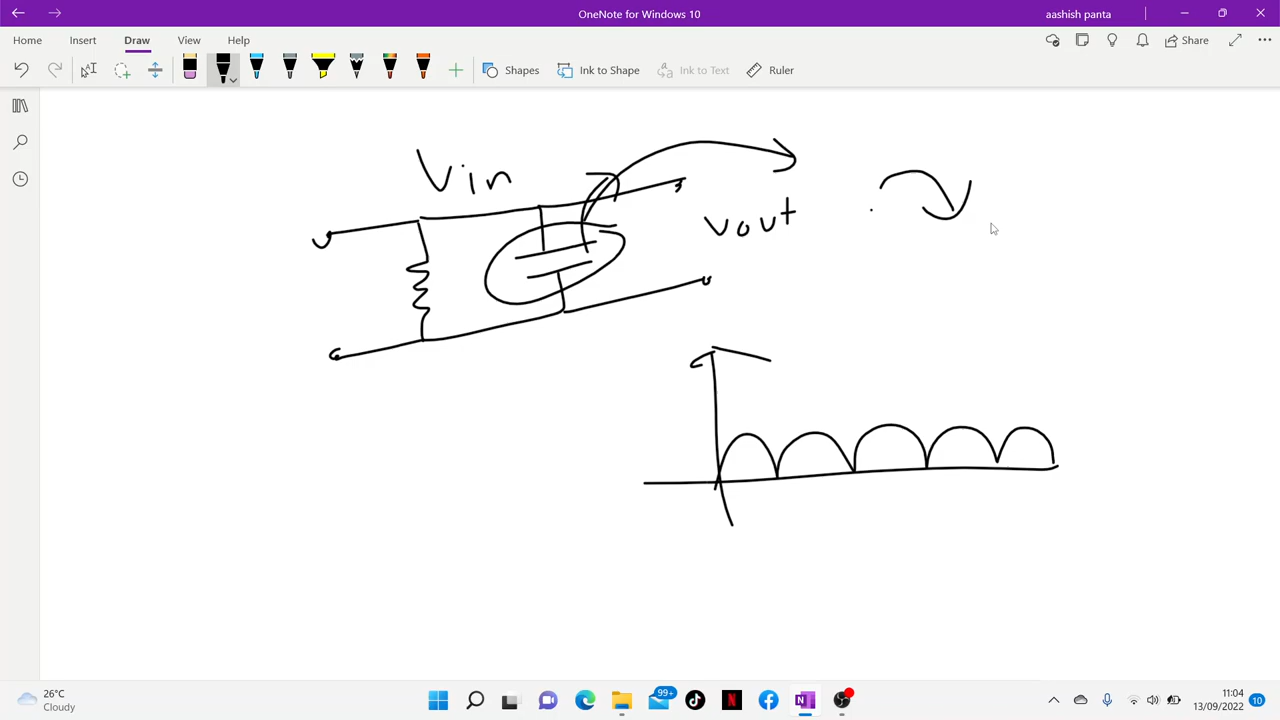 OneNote for Windows 10
aashish panta
Home Insert Draw View Help
Share
Shapes
Ink to Shape
Ink to Text
Ruler
Vin
Vout
26°C
Cloudy
99+
11:04
13/09/2022
10